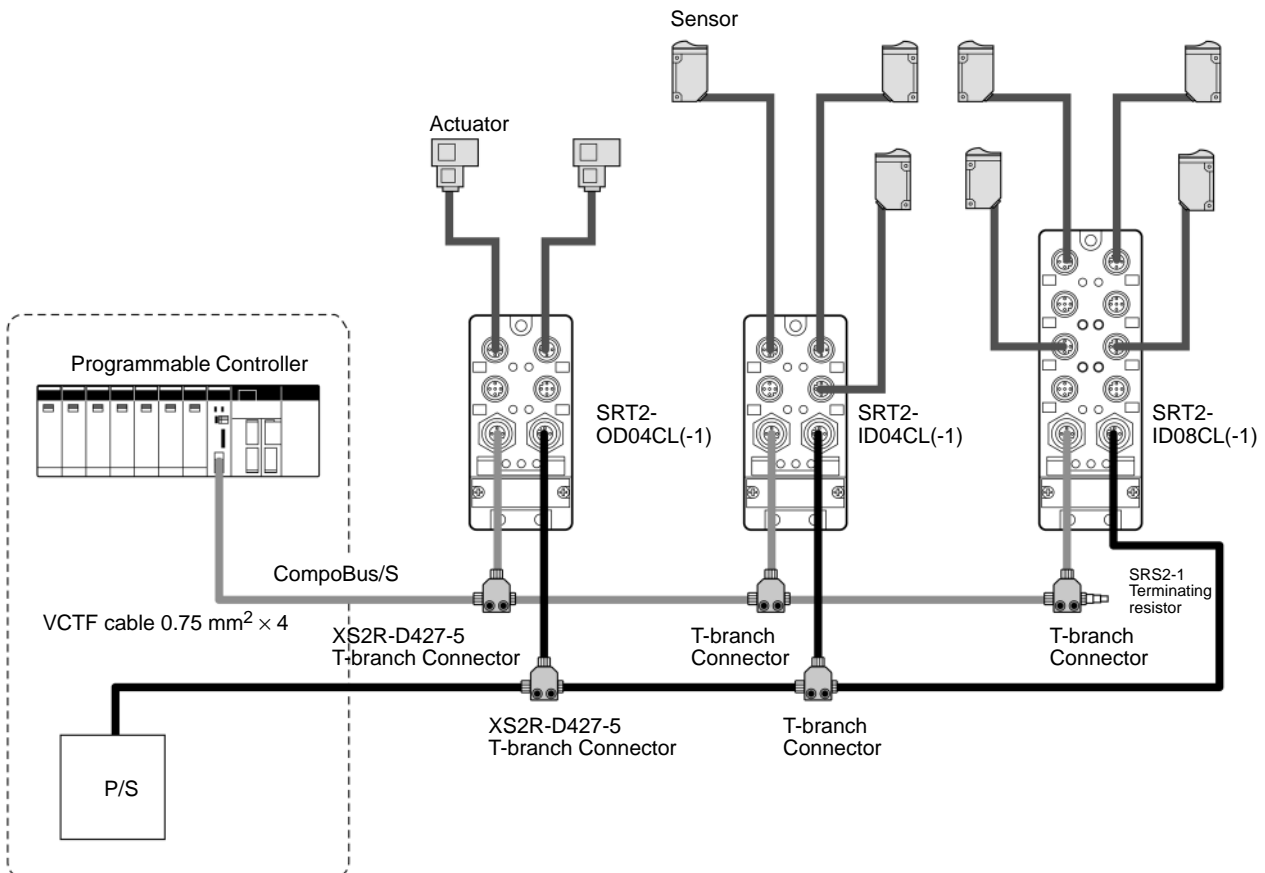 Sensor
Actuator
Programmable Controller
SRT2-
OD04CL(-1)
SRT2-
ID04CL(-1)
SRT2-
ID08CL(-1)
CompoBus/S
VCTF cable 0.75 mm² × 4
XS2R-D427-5
T-branch Connector
T-branch
Connector
SRS2-1
Terminating
resistor
T-branch
Connector
XS2R-D427-5
T-branch Connector
T-branch
Connector
P/S